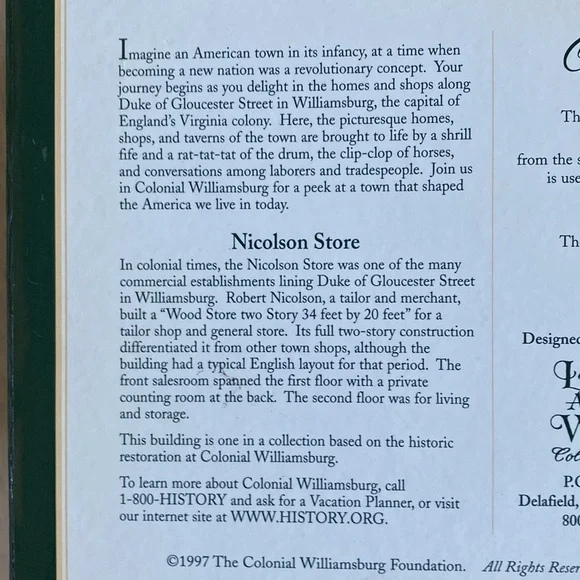 Imagine an American town in its infancy, at a time when
becoming a new nation was a revolutionary concept. Your
journey begins as you delight in the homes and shops along
Duke of Gloucester Street in Williamsburg, the capital of
England's Virginia colony. Here, the picturesque homes,
shops, and taverns of the town are brought to life by a shrill
fife and a rat-tat-tat of the drum, the clip-clop of horses,
and conversations among laborers and tradespeople. Join us
in Colonial Williamsburg for a peek at a town that shaped
the America we live in today.
Nicolson Store
In colonial times, the Nicolson Store was one of the many
commercial establishments lining Duke of Gloucester Street
in Williamsburg. Robert Nicolson, a tailor and merchant,
built a “Wood Store two Story 34 feet by 20 feet” for a
tailor shop and general store. Its full two-story construction
differentiated it from other town shops, although the
building had a typical English layout for that period. The
front salesroom spanned the first floor with a private
counting room at the back. The second floor was for living
and storage.
This building is one in a collection based on the historic
restoration at Colonial Williamsburg.
To learn more about Colonial Williamsburg, call
1-800-HISTORY and ask for a Vacation Planner, or visit
our internet site at WWW.HISTORY.ORG.
©1997 The Colonial Williamsburg Foundation. All Rights
from the
is
Designed
Delafield,